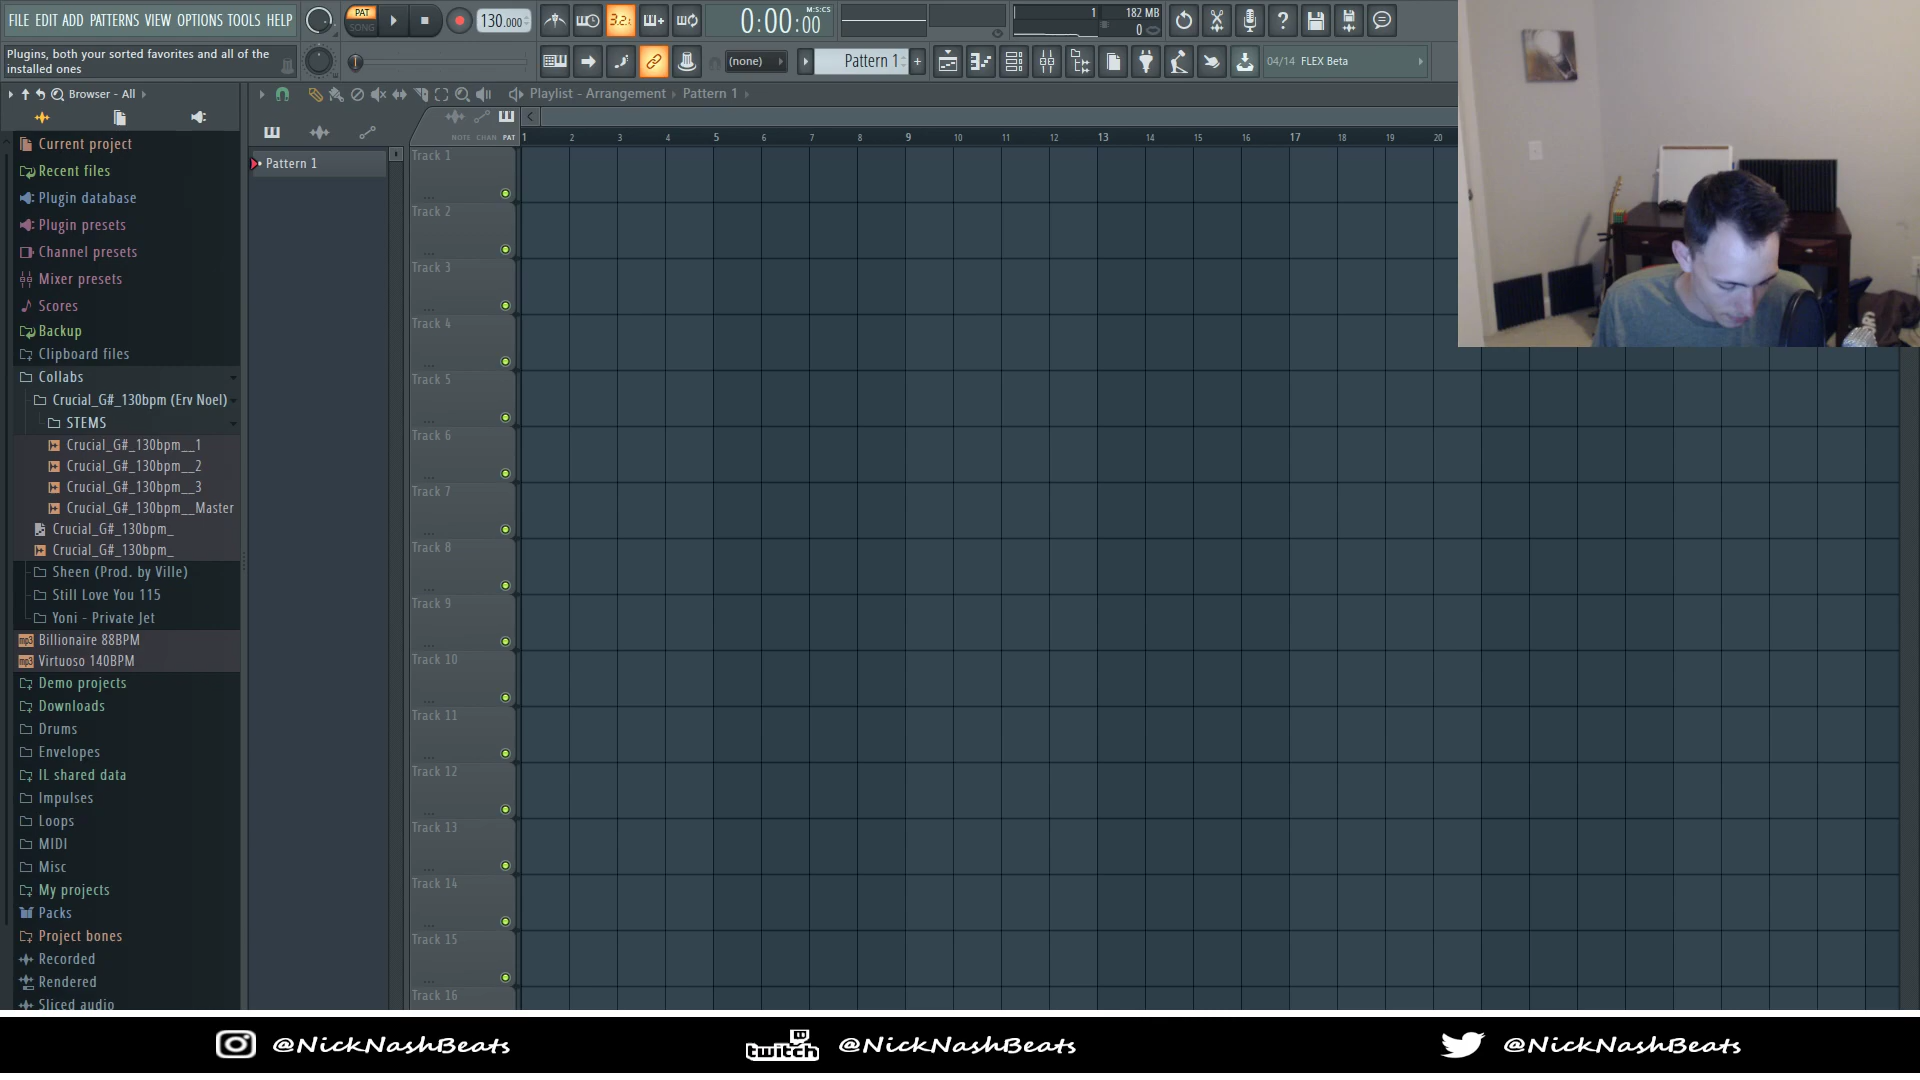 FILE EDIT ADD PATTERNS VIEW OPTIONS TOOLS HELP
PAT
SONG
130.000
3.2.
0:00:00
M:S:CS
1
182 MB
0
Plugins, both your sorted favorites and all of the
installed ones
(none)
Pattern 1
04/14 FLEX Beta
Browser - All
Playlist - Arrangement
Pattern 1
NOTE CHAN PAT
1 2 3 4 5 6 7 8 9 10 11 12 13 14 15 16 17 18 19 20
Current project
Recent files
Plugin database
Plugin presets
Channel presets
Mixer presets
Scores
Backup
Clipboard files
Collabs
Crucial_G#_130bpm (Erv Noel)
STEMS
Crucial_G#_130bpm__1
Crucial_G#_130bpm__2
Crucial_G#_130bpm__3
Crucial_G#_130bpm__Master
Crucial_G#_130bpm_
Crucial_G#_130bpm_
Sheen (Prod. by Ville)
Still Love You 115
Yoni - Private Jet
mp3 Billionaire 88BPM
mp3 Virtuoso 140BPM
Demo projects
Downloads
Drums
Envelopes
IL shared data
Impulses
Loops
MIDI
Misc
My projects
Packs
Project bones
Recorded
Rendered
Sliced audio
Pattern 1
Track 1
Track 2
Track 3
Track 4
Track 5
Track 6
Track 7
Track 8
Track 9
Track 10
Track 11
Track 12
Track 13
Track 14
Track 15
Track 16
@NickNashBeats
twitch @NickNashBeats
@NickNashBeats